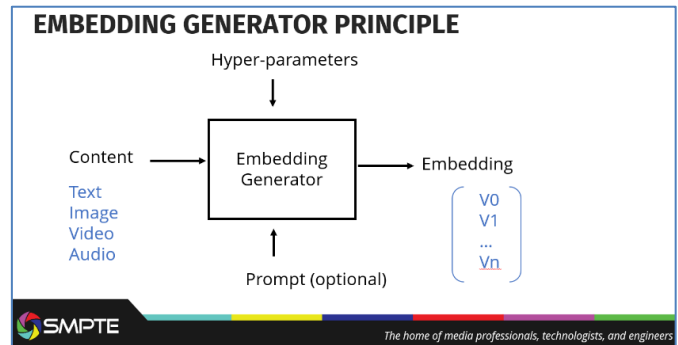 EMBEDDING GENERATOR PRINCIPLE
Hyper-parameters
Content
Embedding
Generator
Embedding
Text
Image
Video
Audio
V0
V1
...
Vn
Prompt (optional)
SMPTE
The home of media professionals, technologists, and engineers